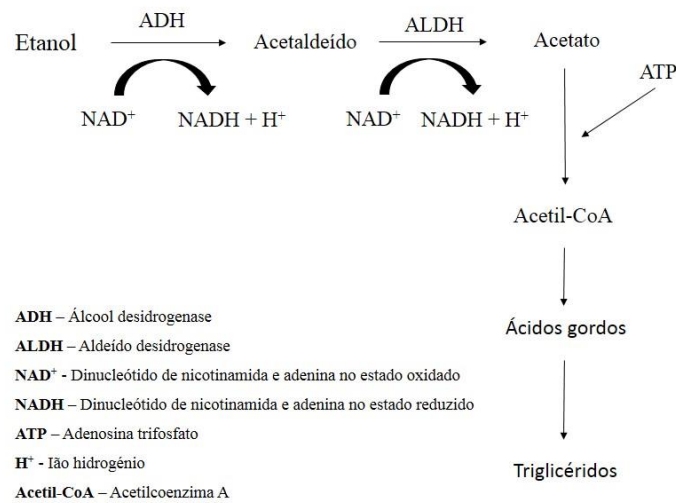 ADH
ALDH
Etanol
Acetaldeído
Acetato
ATP
NAD⁺
NADH + H⁺
NAD⁺
NADH + H⁺
Acetil-CoA
Ácidos gordos
Triglicéridos
ADH – Álcool desidrogenase
ALDH – Aldeído desidrogenase
NAD⁺ - Dinucleótido de nicotinamida e adenina no estado oxidado
NADH – Dinucleótido de nicotinamida e adenina no estado reduzido
ATP – Adenosina trifosfato
H⁺ - Ião hidrogénio
Acetil-CoA – Acetilcoenzima A